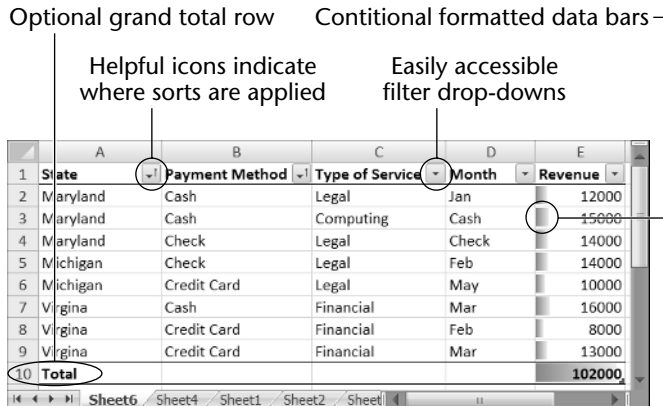 Optional grand total row Contitional formatted data bars
Helpful icons indicate where sorts are applied
Easily accessible filter drop-downs
A B C D E
1 State Payment Method Type of Service Month Revenue
2 Maryland Cash Legal Jan 12000
3 Maryland Cash Computing Cash 15000
4 Maryland Check Legal Check 14000
5 Michigan Check Legal Feb 14000
6 Michigan Credit Card Legal May 10000
7 Virgina Cash Financial Mar 16000
8 Virgina Credit Card Financial Feb 8000
9 Virgina Credit Card Financial Mar 13000
10 Total 102000
Sheet6 Sheet4 Sheet1 Sheet2 Sheet